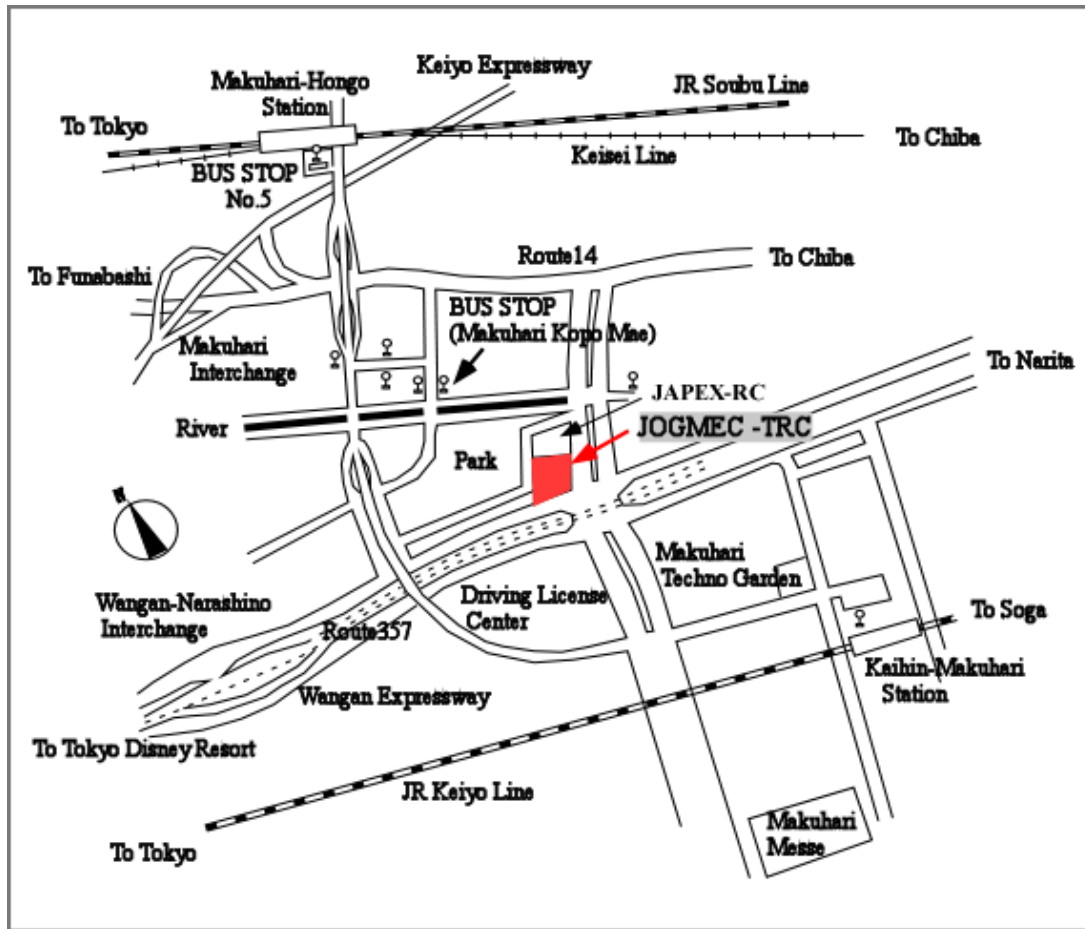 Keiyo Expressway
Makuhari-Hongo
Station
JR Soubu Line
To Tokyo
To Chiba
Keisei Line
BUS STOP
No.5
Route14
To Chiba
To Funabashi
BUS STOP
(Makuhari Kopo Mae)
Makuhari
Interchange
To Narita
JAPEX-RC
River
JOGMEC -TRC
Park
Makuhari
Techno Garden
Wangan-Narashino
Interchange
Driving License
Center
To Soga
Route357
Kaihin-Makuhari
Station
Wangan Expressway
To Tokyo Disney Resort
JR Keiyo Line
Makuhari
Messe
To Tokyo